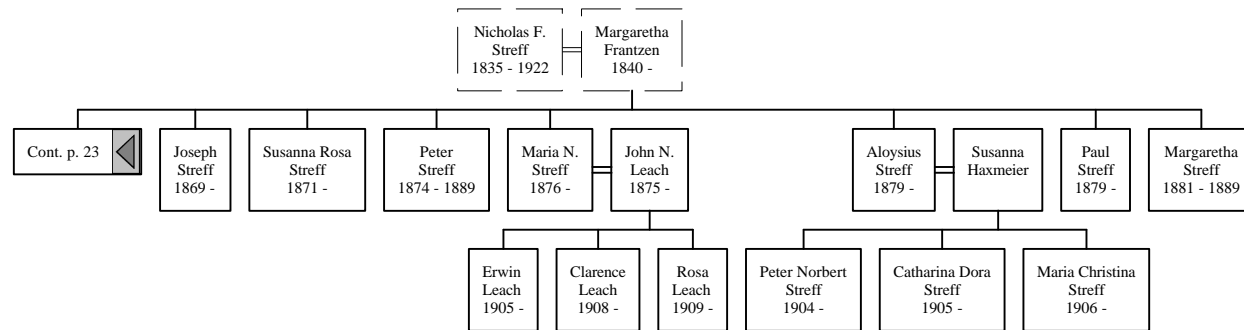 Nicholas F.
Streff
1835 - 1922
Margaretha
Frantzen
1840 -
Cont. p. 23
Joseph
Streff
1869 -
Susanna Rosa
Streff
1871 -
Peter
Streff
1874 - 1889
Maria N.
Streff
1876 -
John N.
Leach
1875 -
Aloysius
Streff
1879 -
Susanna
Haxmeier
Paul
Streff
1879 -
Margaretha
Streff
1881 - 1889
Erwin
Leach
1905 -
Clarence
Leach
1908 -
Rosa
Leach
1909 -
Peter Norbert
Streff
1904 -
Catharina Dora
Streff
1905 -
Maria Christina
Streff
1906 -